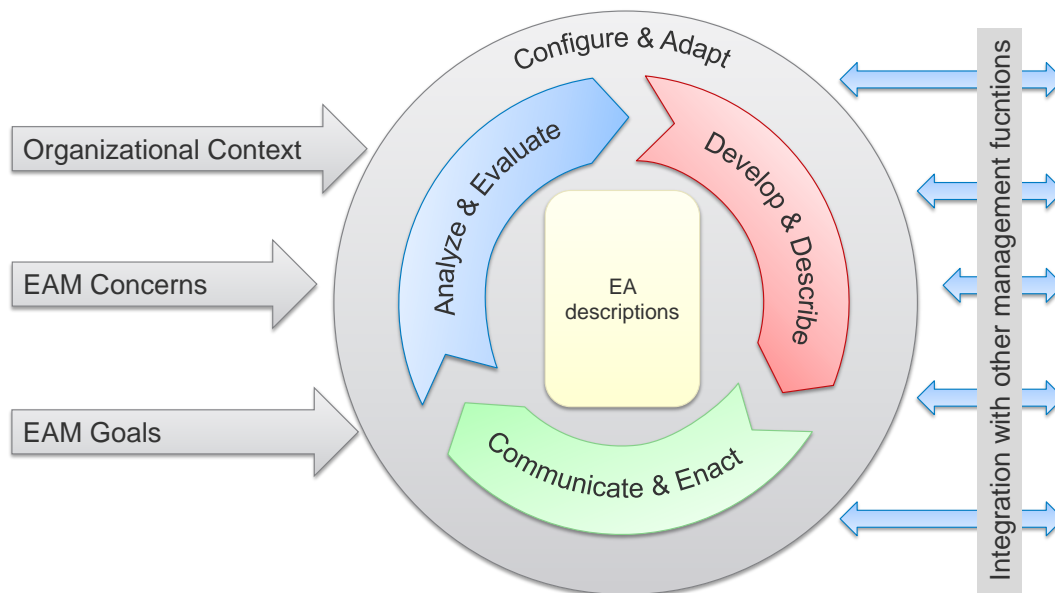 Configure & Adapt
Organizational Context
EAM Concerns
EAM Goals
Analyze & Evaluate
Develop & Describe
Communicate & Enact
EA
descriptions
Integration with other management fucntions